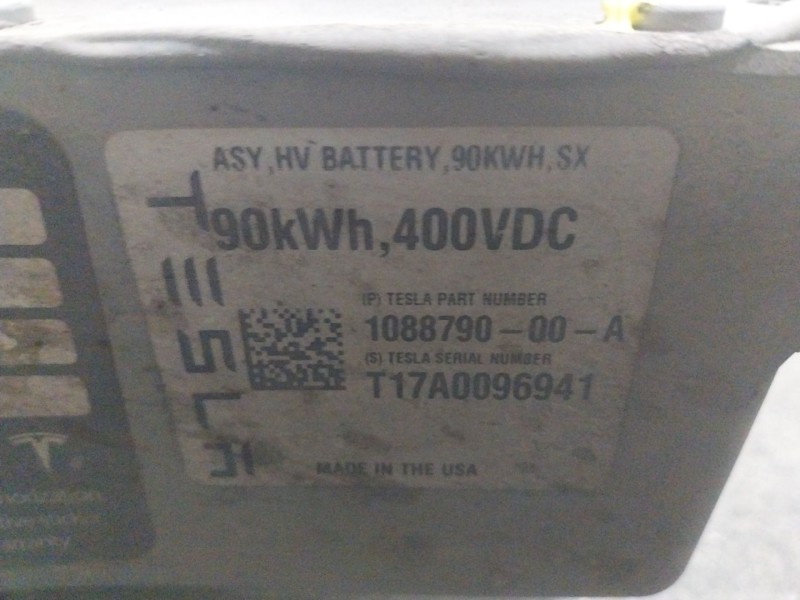 ASY,HV BATTERY,90KWH,SX
TESLA
90kWh,400VDC
(P) TESLA PART NUMBER
1088790-00-A
(S) TESLA SERIAL NUMBER
T17A0096941
MADE IN THE USA